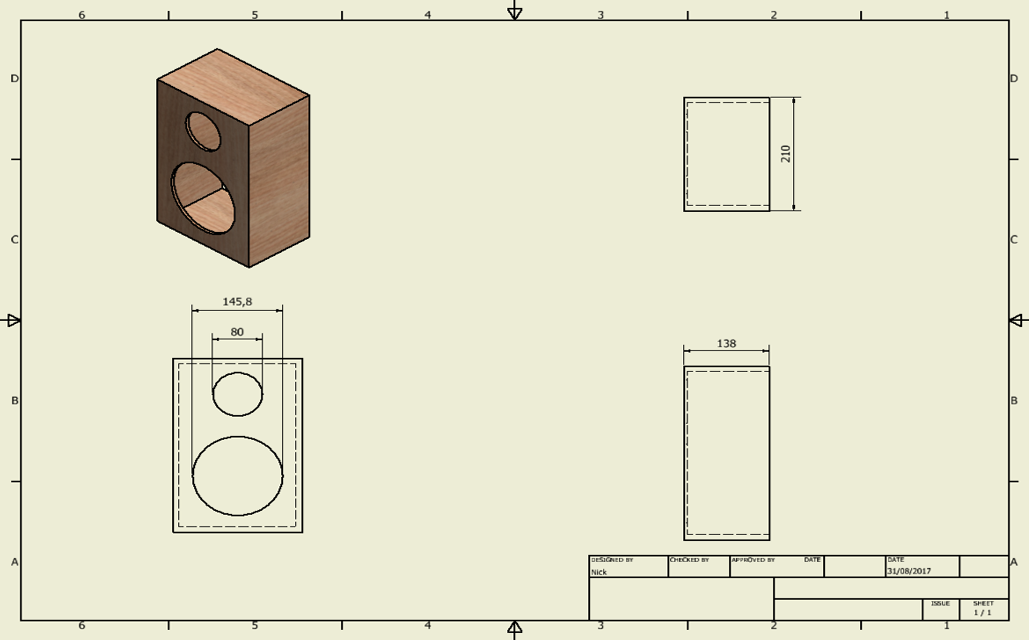 6 5 4 3 2 1
D D
210
C C
145,8
80
138
B B
A A
DESIGNED BY CHECKED BY APPROVED BY DATE DATE
Nick 31/08/2017
ISSUE SHEET
1 / 1
6 5 4 3 2 1